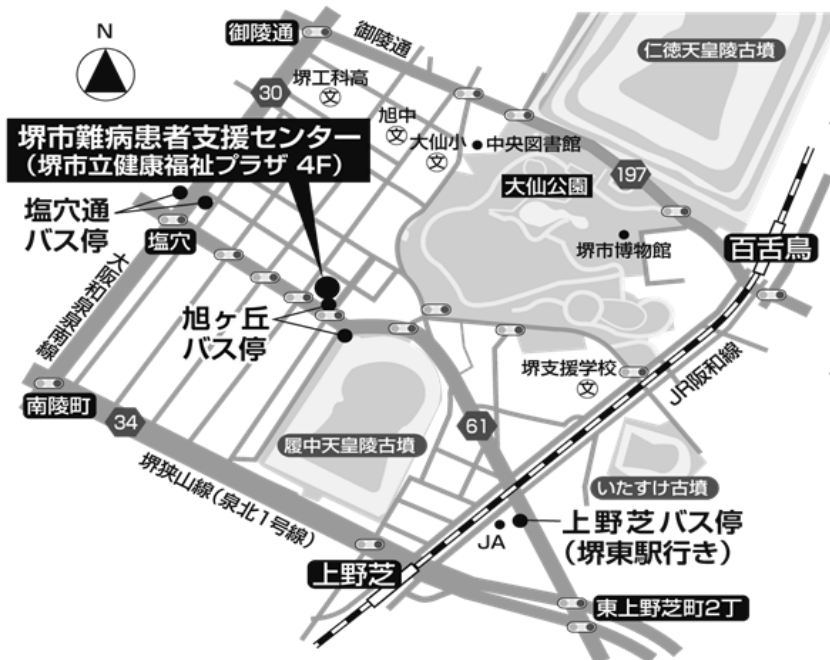 N
御陵通
御陵通
仁徳天皇陵古墳
30
堺工科高
文
旭中
文
大仙小
文
中央図書館
堺市難病患者支援センター
(堺市立健康福祉プラザ 4F)
大仙公園
197
塩穴通
バス停
塩穴
堺市博物館
百舌鳥
大阪和泉泉南線
旭ヶ丘
バス停
堺支援学校
文
JR阪和線
南陵町
34
61
履中天皇陵古墳
堺狭山線(泉北1号線)
いたすけ古墳
上野芝バス停
(堺東駅行き)
JA
上野芝
東上野芝町2丁